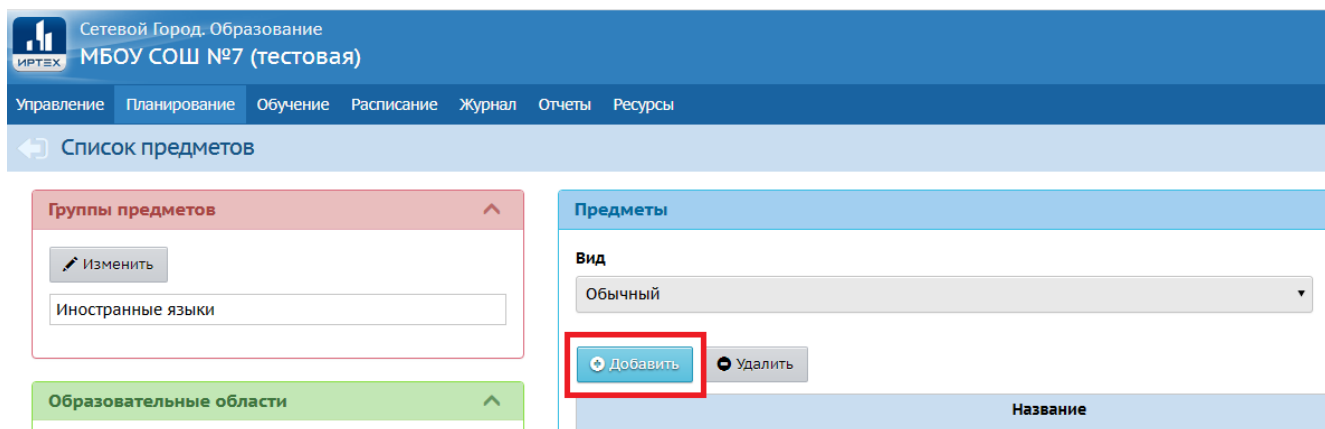 Сетевой Город. Образование
ИРТЕХ
МБОУ СОШ №7 (тестовая)
Управление Планирование Обучение Расписание Журнал Отчеты Ресурсы
Список предметов
Группы предметов
Изменить
Иностранные языки
Образовательные области
Предметы
Вид
Обычный
Добавить Удалить
Название